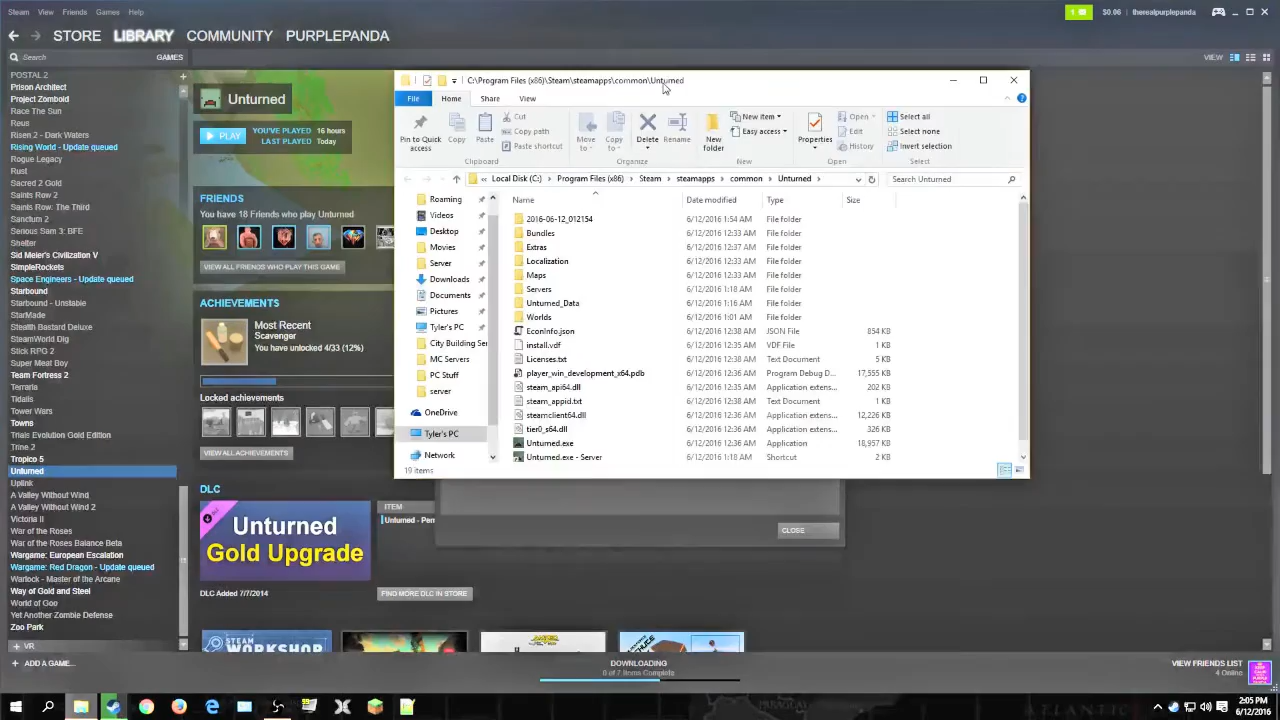 Steam View Friends Games Help
1 $0.06 therealpurplepanda
STORE LIBRARY COMMUNITY PURPLEPANDA
Search GAMES
VIEW
POSTAL 2
Prison Architect
Project Zomboid
Race The Sun
Reus
Risen 2 - Dark Waters
Rising World - Update queued
Rogue Legacy
Rust
Sacred 2 Gold
Saints Row 2
Saints Row: The Third
Sanctum 2
Serious Sam 3: BFE
Shelter
Sid Meier's Civilization V
SimpleRockets
Space Engineers - Update queued
Starbound
Starbound - Unstable
StarMade
Stealth Bastard Deluxe
SteamWorld Dig
Stick RPG 2
Super Meat Boy
Team Fortress 2
Terraria
Tidalis
Tower Wars
Towns
Trials Evolution Gold Edition
Trine 2
Tropico 5
Unturned
Uplink
A Valley Without Wind
A Valley Without Wind 2
Victoria II
War of the Roses
War of the Roses Balance Beta
Wargame: European Escalation
Wargame: Red Dragon - Update queued
Warlock - Master of the Arcane
Way of Gold and Steel
World of Goo
Yet Another Zombie Defense
Zoo Park
+ VR
+ ADD A GAME...
Unturned
PLAY
YOU'VE PLAYED 16 hours
LAST PLAYED Today
FRIENDS
You have 18 Friends who play Unturned
VIEW ALL FRIENDS WHO PLAY THIS GAME
ACHIEVEMENTS
Most Recent
Scavenger
You have unlocked 4/33 (12%)
Locked achievements
VIEW ALL ACHIEVEMENTS
DLC
Unturned
Gold Upgrade
ITEM
Unturned - Pen
DLC Added 7/7/2014
FIND MORE DLC IN STORE
STEAM
WORKSHOP
CLOSE
C:\Program Files (x86)\Steam\steamapps\common\Unturned
File Home Share View
Pin to Quick access
Copy
Paste
Cut
Copy path
Paste shortcut
Clipboard
Move to
Copy to
Delete
Rename
Organize
New folder
New item
Easy access
New
Properties
Open
Edit
History
Open
Select all
Select none
Invert selection
Select
« Local Disk (C:) > Program Files (x86) > Steam > steamapps > common > Unturned >
Search Unturned
Roaming
Videos
Desktop
Movies
Server
Downloads
Documents
Pictures
Tyler's PC
City Building Ser
MC Servers
PC Stuff
server
OneDrive
Tyler's PC
Network
Name Date modified Type Size
2016-06-12_012154 6/12/2016 1:54 AM File folder
Bundles 6/12/2016 12:33 AM File folder
Extras 6/12/2016 12:37 AM File folder
Localization 6/12/2016 12:33 AM File folder
Maps 6/12/2016 12:33 AM File folder
Servers 6/12/2016 1:18 AM File folder
Unturned_Data 6/12/2016 1:16 AM File folder
Worlds 6/12/2016 1:01 AM File folder
EconInfo.json 6/12/2016 12:38 AM JSON File 854 KB
install.vdf 6/12/2016 12:35 AM VDF File 1 KB
Licenses.txt 6/12/2016 12:38 AM Text Document 5 KB
player_win_development_x64.pdb 6/12/2016 12:36 AM Program Debug D... 17,555 KB
steam_api64.dll 6/12/2016 12:35 AM Application extens... 202 KB
steam_appid.txt 6/12/2016 12:38 AM Text Document 1 KB
steamclient64.dll 6/12/2016 12:36 AM Application extens... 12,226 KB
tier0_s64.dll 6/12/2016 12:36 AM Application extens... 326 KB
Unturned.exe 6/12/2016 12:36 AM Application 18,957 KB
Unturned.exe - Server 6/12/2016 1:18 AM Shortcut 2 KB
19 items
DOWNLOADING
0 of 7 Items Complete
VIEW FRIENDS LIST
4 Online
2:05 PM
6/12/2016